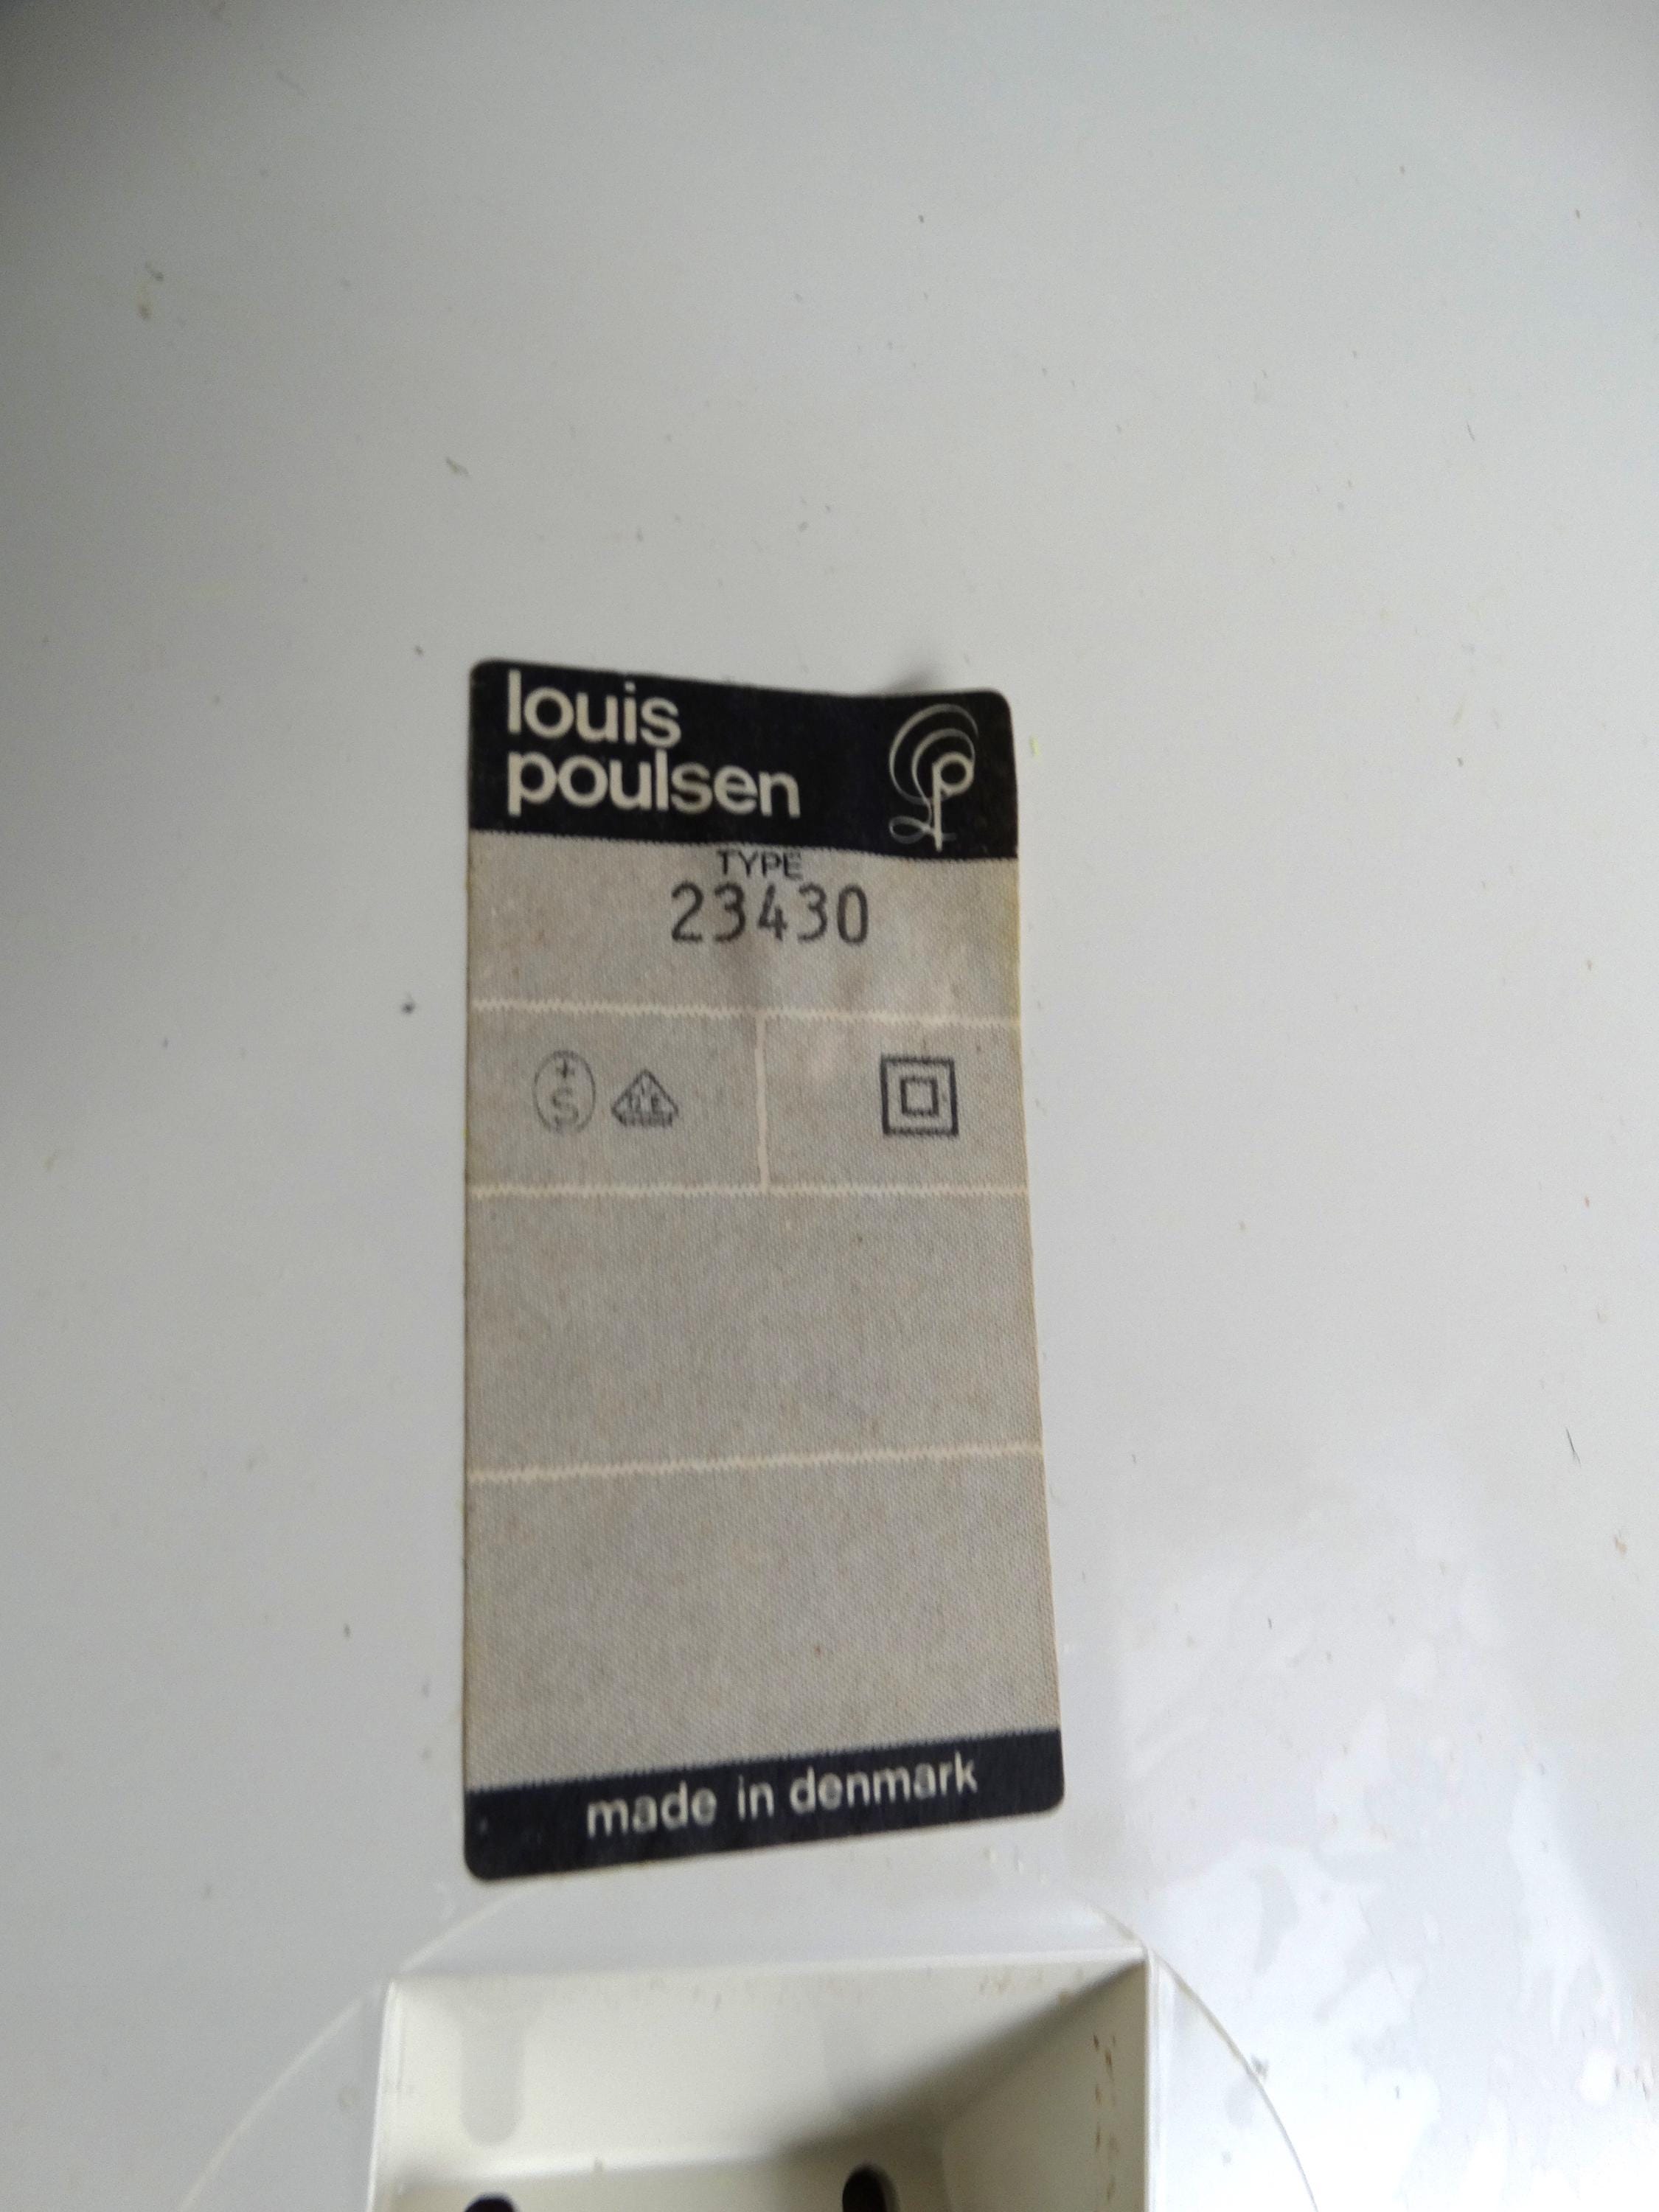 louis
poulsen
TYPE
23430
+
S
made in denmark